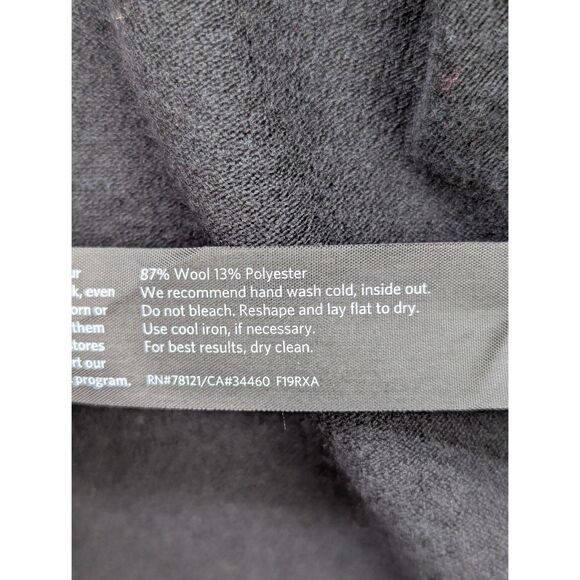 ur 87% Wool 13% Polyester
k, even We recommend hand wash cold, inside out.
orn or Do not bleach. Reshape and lay flat to dry.
them Use cool iron, if necessary.
stores For best results, dry clean.
rt our
s program. RN#78121/CA#34460 F19RXA